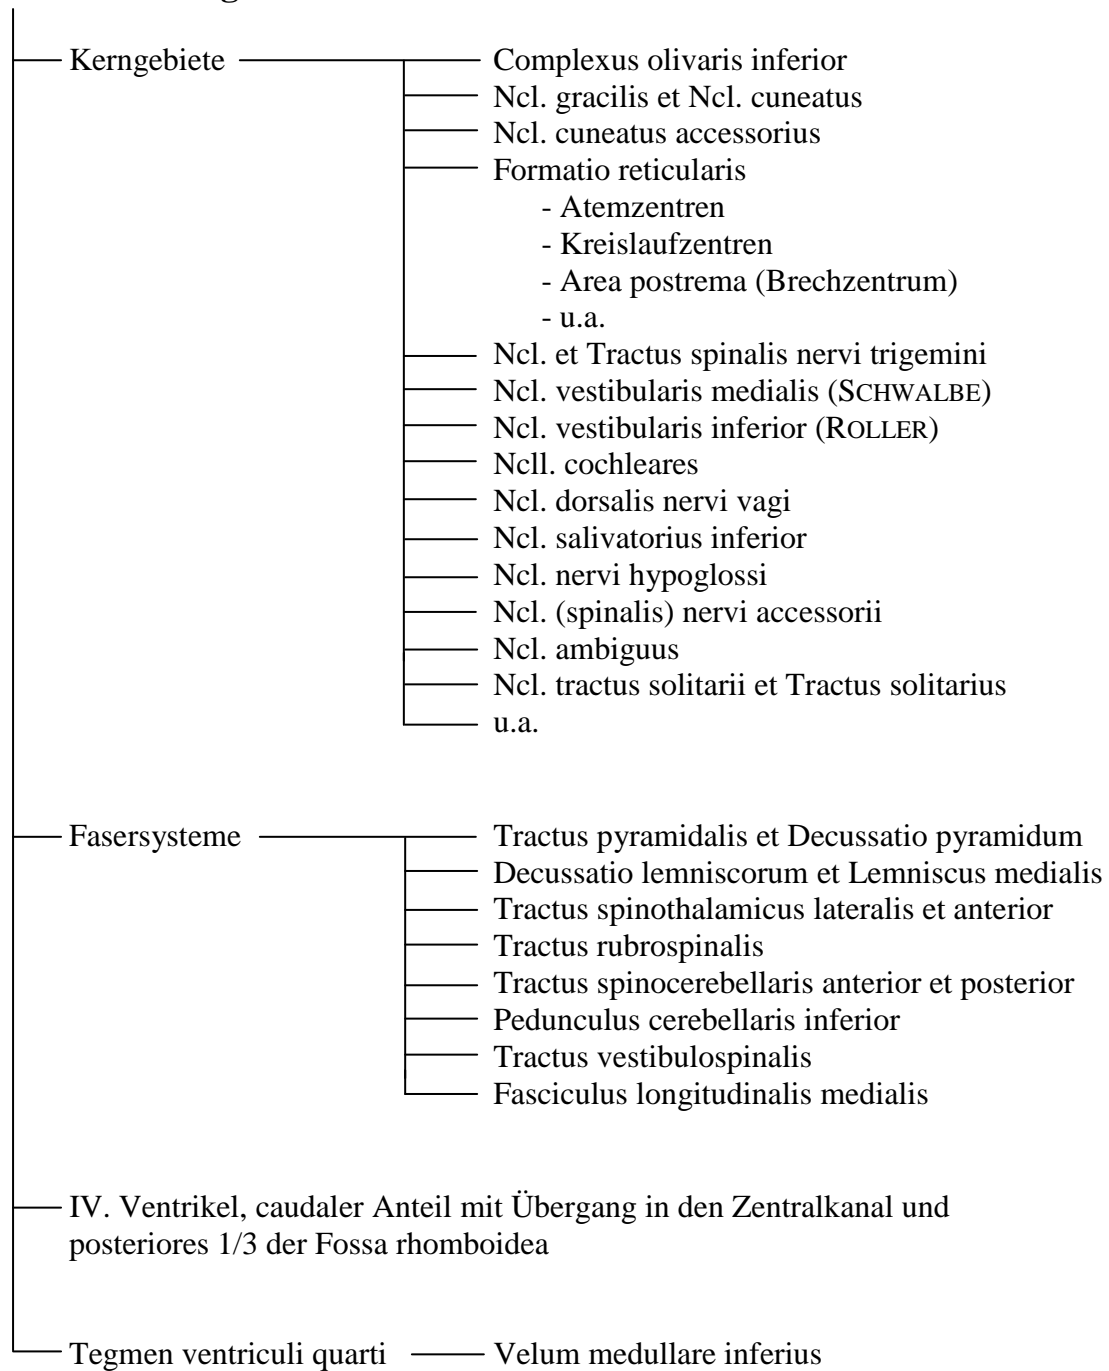 Kerngebiete
Complexus olivaris inferior
Ncl. gracilis et Ncl. cuneatus
Ncl. cuneatus accessorius
Formatio reticularis
- Atemzentren
- Kreislaufzentren
- Area postrema (Brechzentrum)
- u.a.
Ncl. et Tractus spinalis nervi trigemini
Ncl. vestibularis medialis (SCHWALBE)
Ncl. vestibularis inferior (ROLLER)
Ncll. cochleares
Ncl. dorsalis nervi vagi
Ncl. salivatorius inferior
Ncl. nervi hypoglossi
Ncl. (spinalis) nervi accessorii
Ncl. ambiguus
Ncl. tractus solitarii et Tractus solitarius
u.a.
Fasersysteme
Tractus pyramidalis et Decussatio pyramidum
Decussatio lemniscorum et Lemniscus medialis
Tractus spinothalamicus lateralis et anterior
Tractus rubrospinalis
Tractus spinocerebellaris anterior et posterior
Pedunculus cerebellaris inferior
Tractus vestibulospinalis
Fasciculus longitudinalis medialis
IV. Ventrikel, caudaler Anteil mit Übergang in den Zentralkanal und
posteriores 1/3 der Fossa rhomboidea
Tegmen ventriculi quarti
Velum medullare inferius